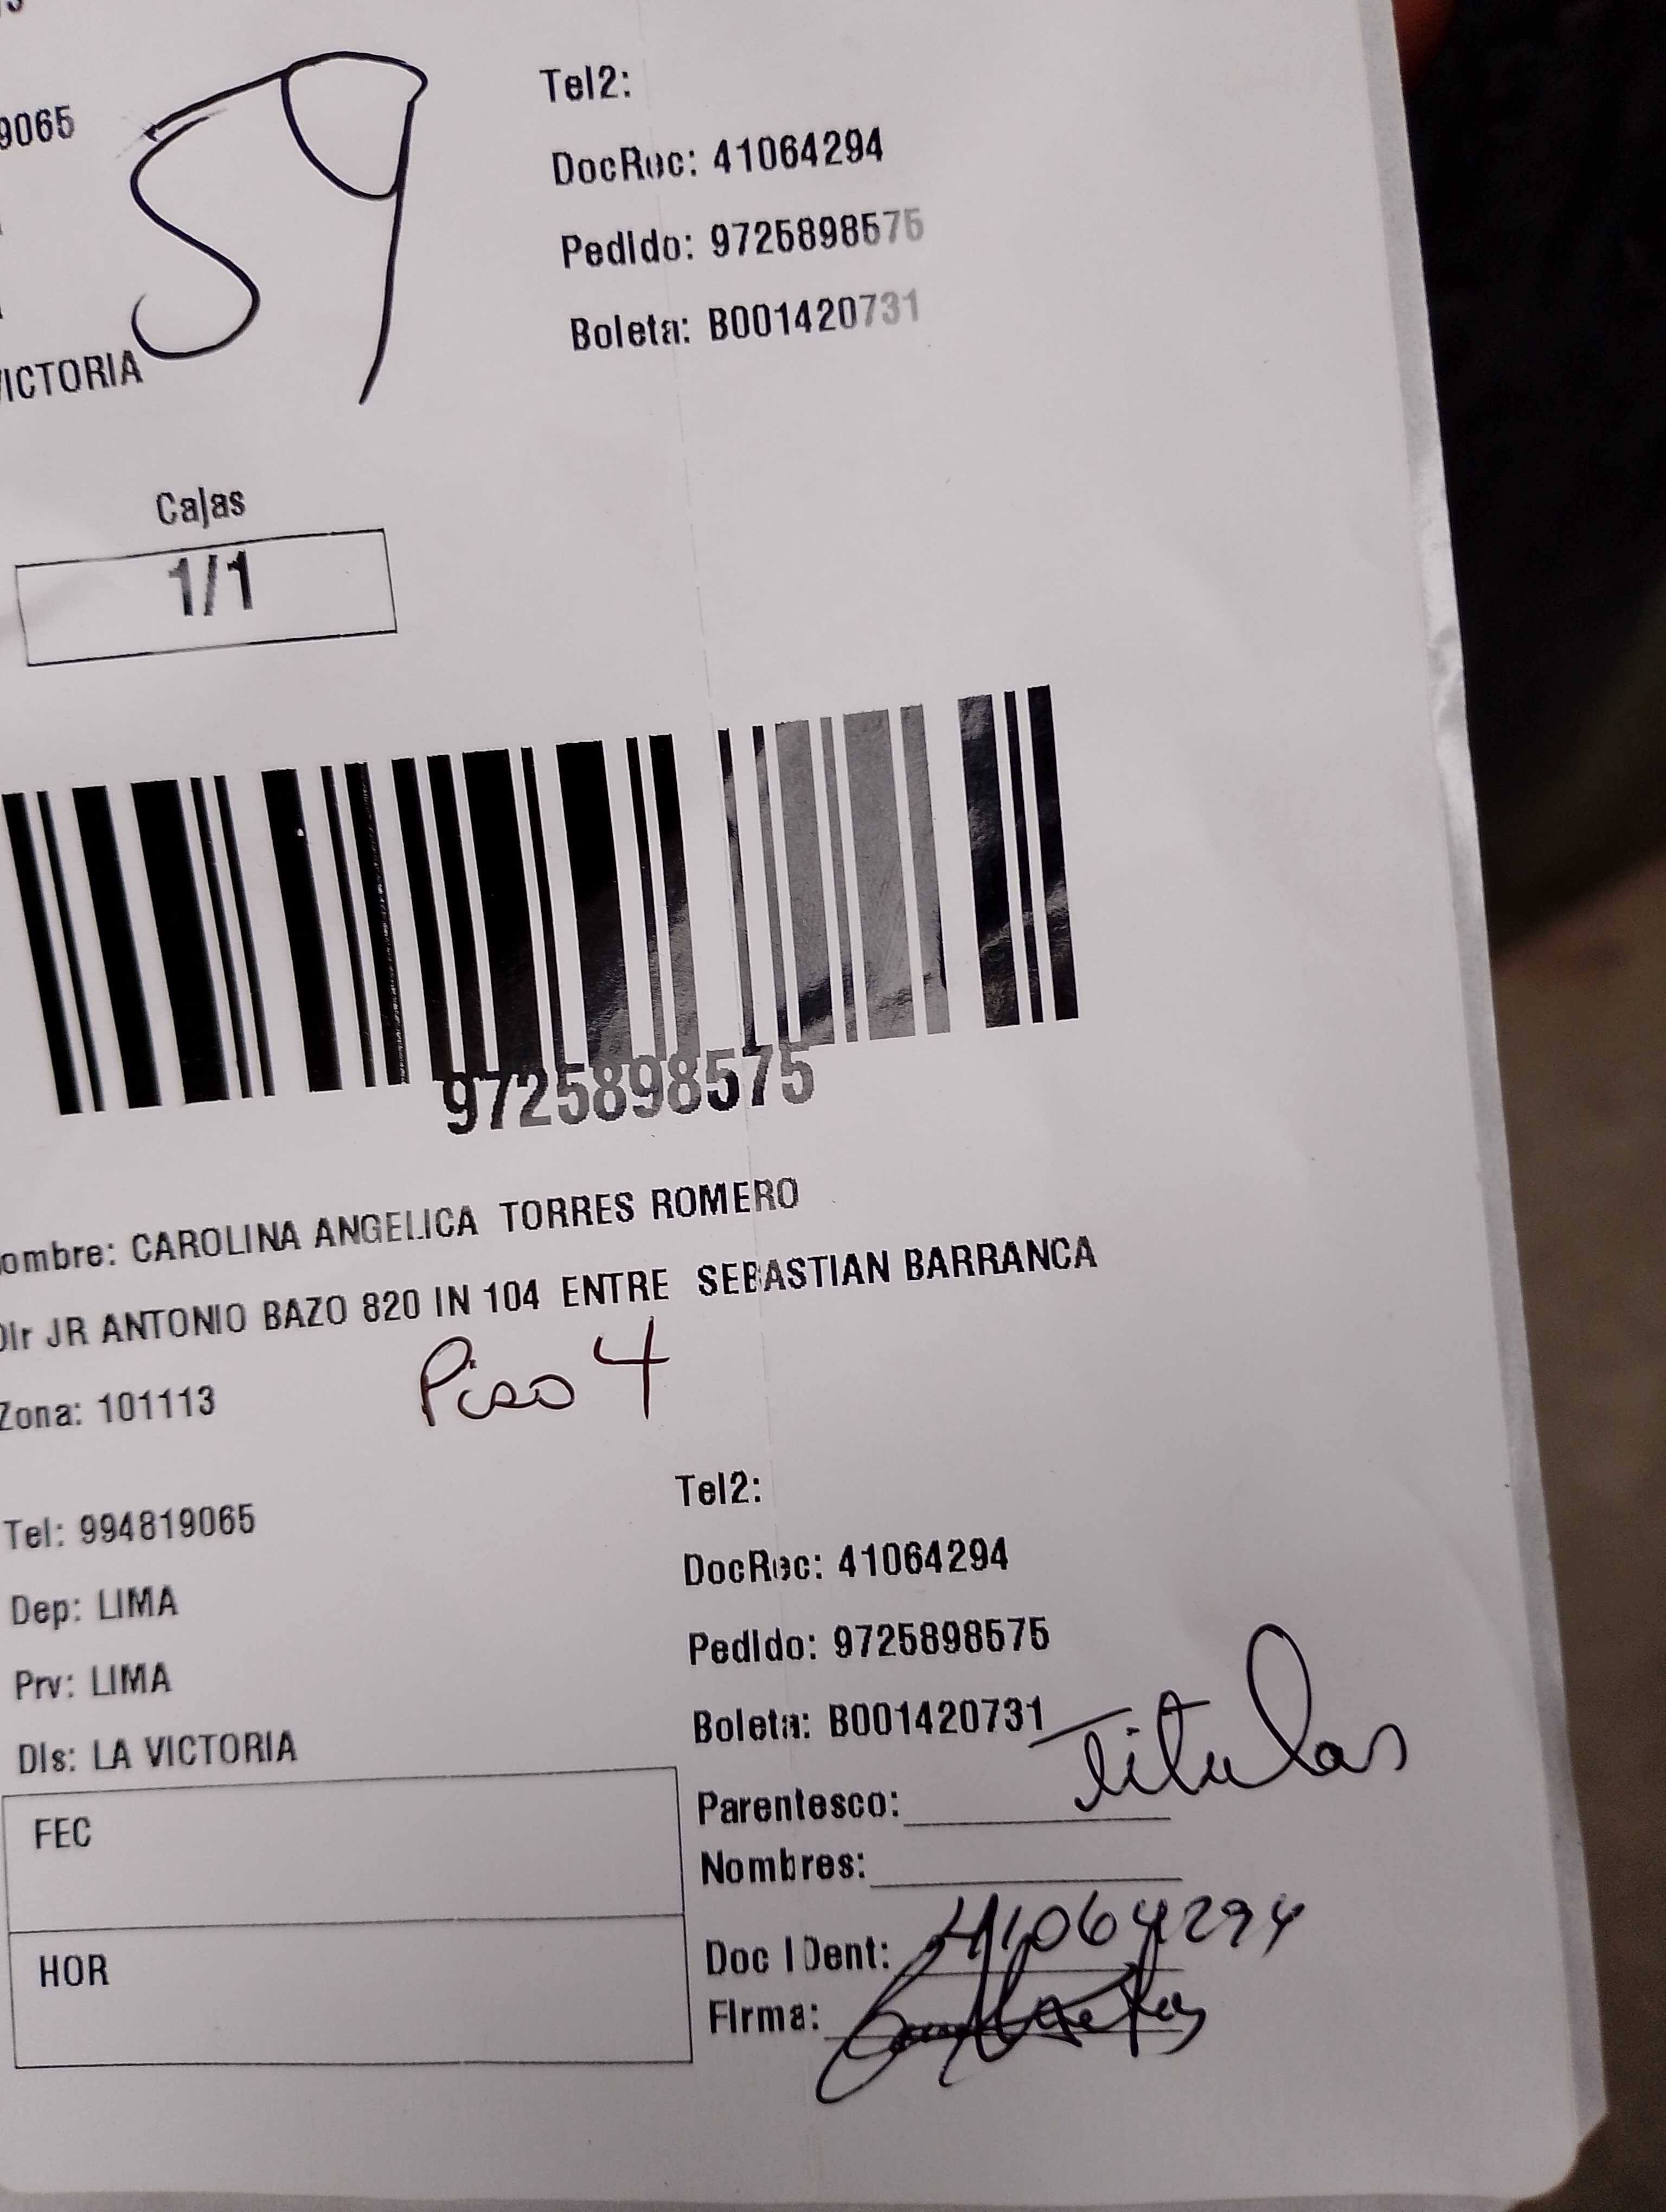 9065
59
Tel2:
DocRec: 41064294
Pedido: 9725898575
Boleta: B001420731
VICTORIA
Cajas
1/1
9725898575
ombre: CAROLINA ANGELICA TORRES ROMERO
Dir JR ANTONIO BAZO 820 IN 104 ENTRE SEBASTIAN BARRANCA
Piso 4
Zona: 101113
Tel: 994819065
Tel2:
Dep: LIMA
DocRec: 41064294
Prv: LIMA
Pedido: 9725898575
Dis: LA VICTORIA
Boleta: B001420731
Titular
FEC
Parentesco:
Nombres:
HOR
Doc IDent: 41064294
Firma: